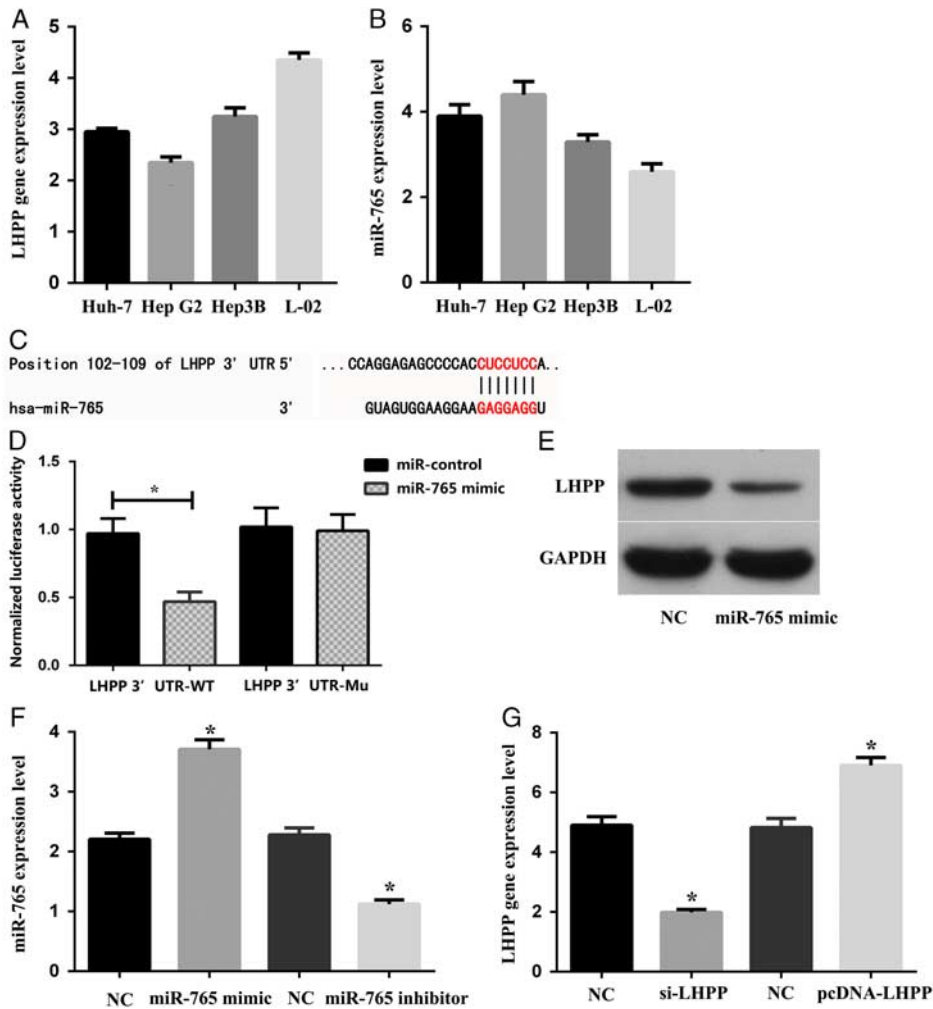 A
LHPP gene expression level
5
4
3
2
1
0
Huh-7 Hep G2 Hep3B L-02
B
miR-765 expression level
6
4
2
0
Huh-7 Hep G2 Hep3B L-02
C
Position 102-109 of LHPP 3' UTR 5' ...CCAGGAGAGCCCCACCUCCUCCA..
hsa-miR-765 3' GUAGUGGAAGGAAGAGGAGGU
D
Normalized luciferase activity
1.5
1.0
0.5
0.0
*
miR-control
miR-765 mimic
LHPP 3' UTR-WT LHPP 3' UTR-Mu
E
LHPP
GAPDH
NC miR-765 mimic
F
miR-765 expression level
4
3
2
1
0
*
*
NC miR-765 mimic NC miR-765 inhibitor
G
LHPP gene expression level
8
6
4
2
0
*
*
NC si-LHPP NC pcDNA-LHPP